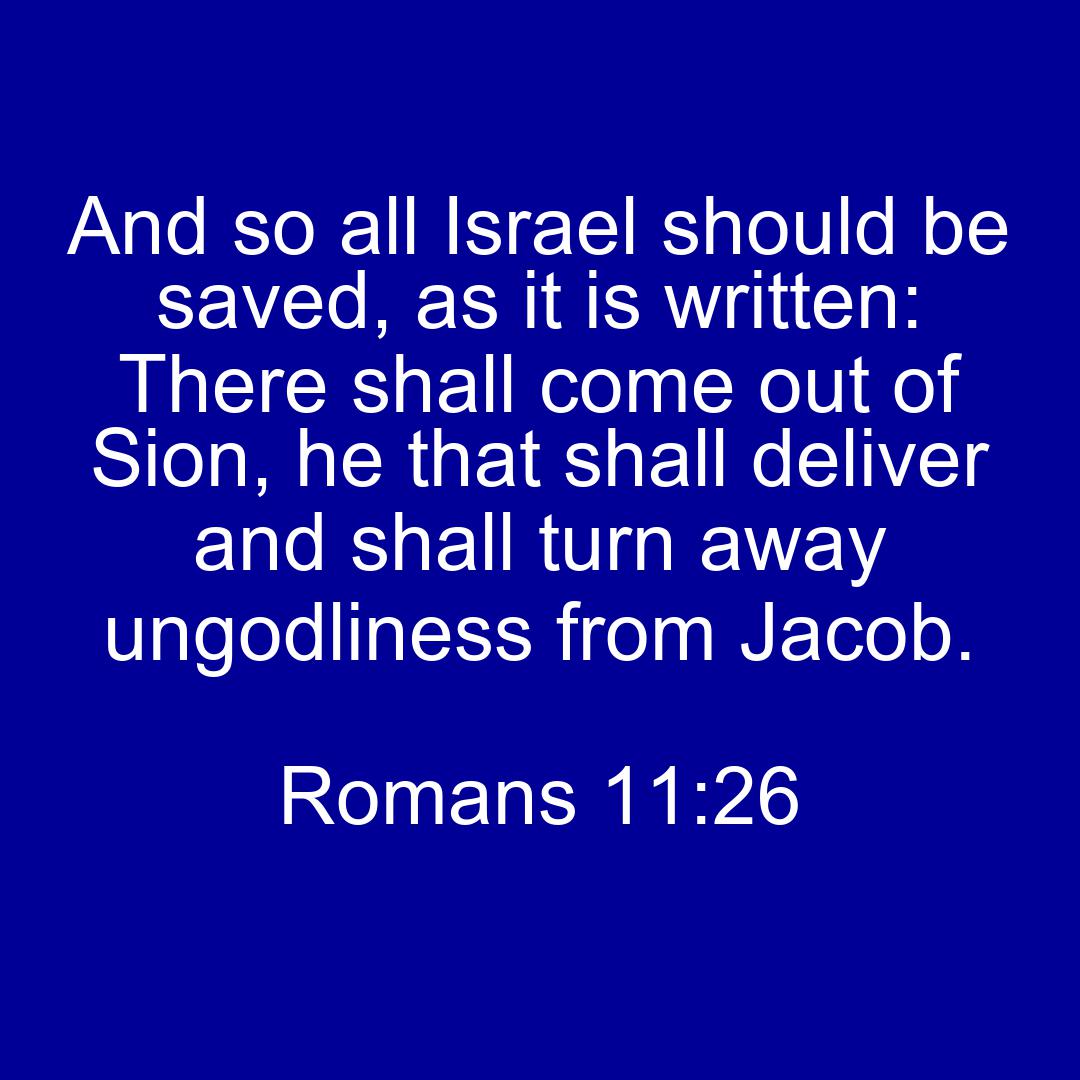 And so all Israel should be
saved, as it is written:
There shall come out of
Sion, he that shall deliver
and shall turn away
ungodliness from Jacob.
Romans 11:26